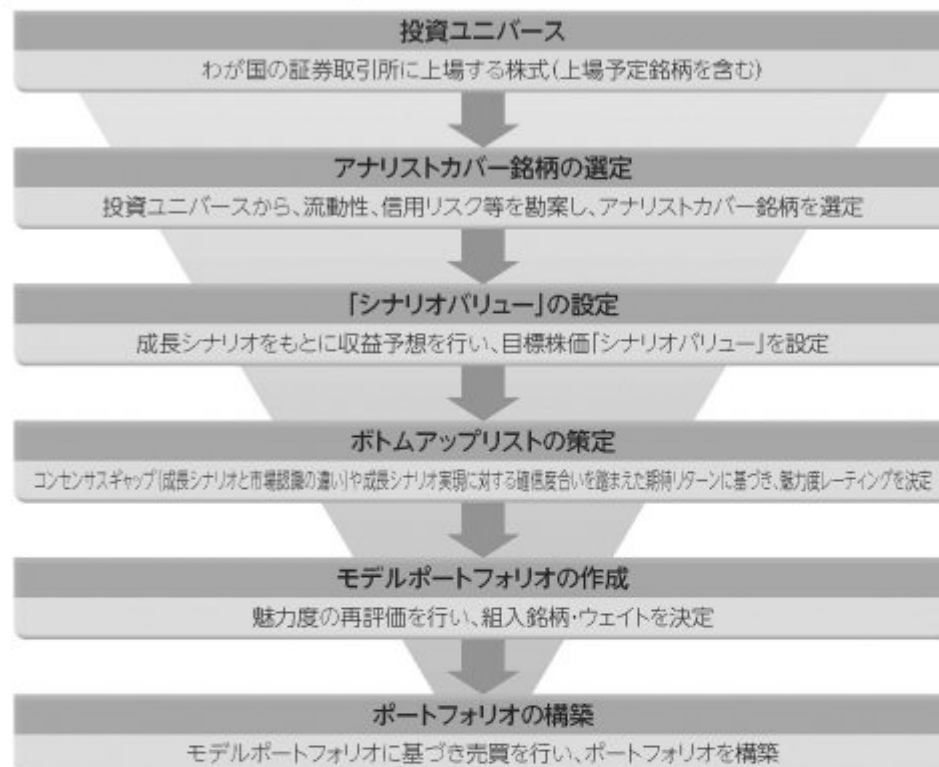 投資ユニバース
わが国の証券取引所に上場する株式(上場予定銘柄を含む)
アナリストカバー銘柄の選定
投資ユニバースから、流動性、信用リスク等を勘案し、アナリストカバー銘柄を選定
「シナリオバリュー」の設定
成長シナリオをもとに収益予想を行い、目標株価「シナリオバリュー」を設定
ボトムアップリストの策定
コンセンサスギャップ(成長シナリオと市場認識の違い)や成長シナリオ実現に対する確信度合いを踏まえた期待リターンに基づき、魅力度レーティングを決定
モデルポートフォリオの作成
魅力度の再評価を行い、組入銘柄・ウェイトを決定
ポートフォリオの構築
モデルポートフォリオに基づき売買を行い、ポートフォリオを構築